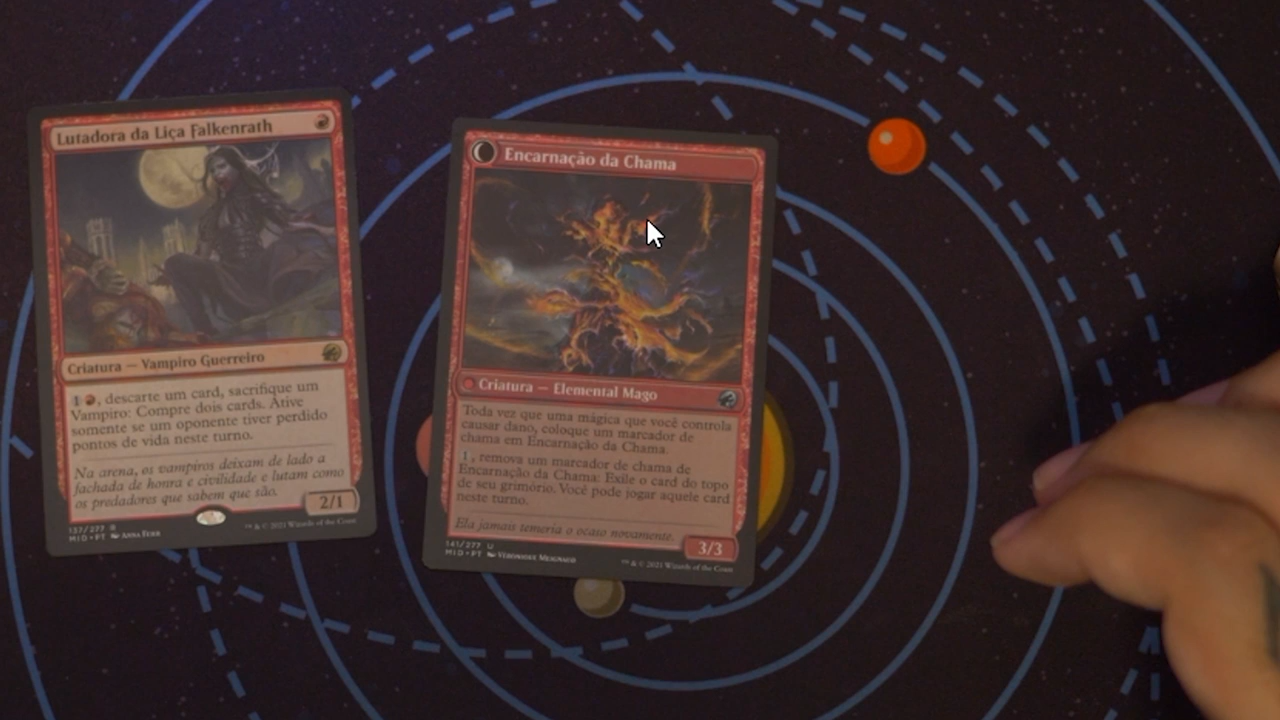 Lutadora da Liça Falkenrath
Criatura — Vampiro Guerreiro
1, descarte um card, sacrifique um
Vampiro: Compre dois cards. Ative
somente se um oponente tiver perdido
pontos de vida neste turno.
Na arena, os vampiros deixam de lado a
fachada de honra e civilidade e lutam como
os predadores que sabem que são.
2/1
137/277 R
MID • PT Anna Fehr
™ & © 2021 Wizards of the Coast
Encarnação da Chama
Criatura — Elemental Mago
Toda vez que uma mágica que você controla
causar dano, coloque um marcador de
chama em Encarnação da Chama.
1, remova um marcador de chama de
Encarnação da Chama: Exile o card do topo
de seu grimório. Você pode jogar aquele card
neste turno.
Ela jamais temeria o ocaso novamente.
3/3
141/277 U
MID • PT Véronique Meignaud
™ & © 2021 Wizards of the Coast